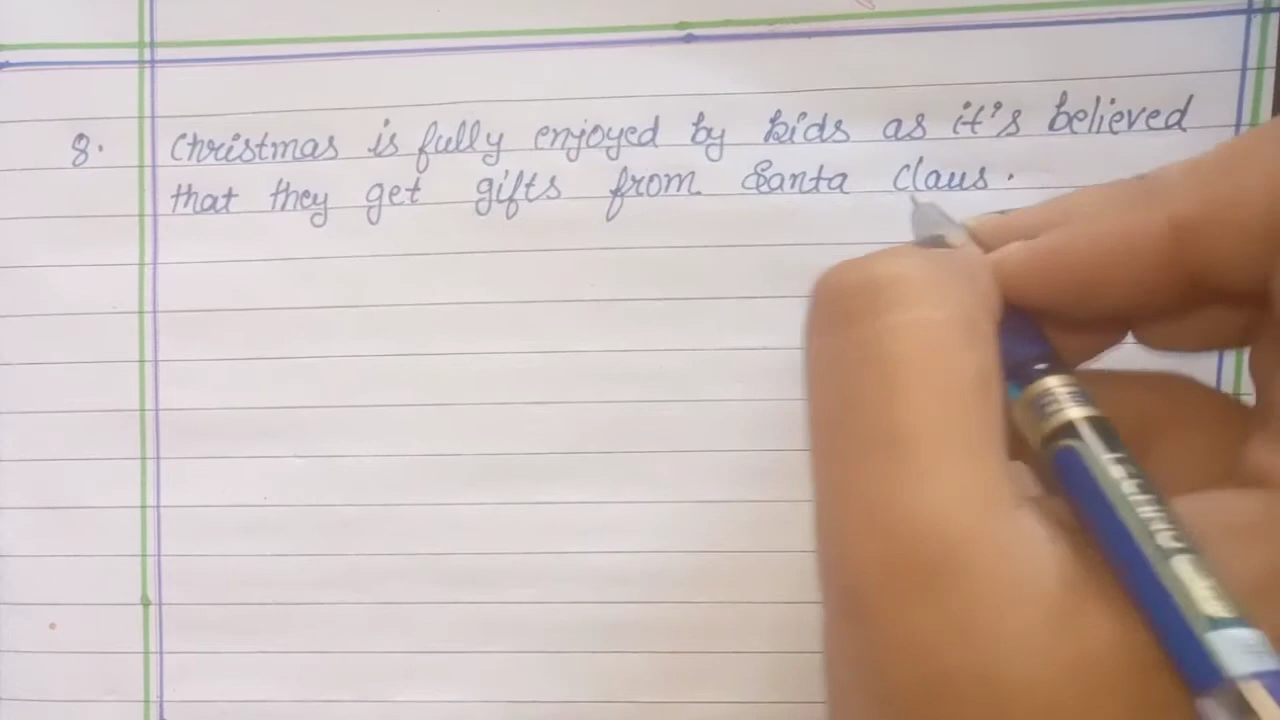 8. Christmas is fully enjoyed by kids as it's believed
that they get gifts from Santa Claus.